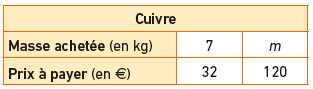 Cuivre
Masse achetée (en kg) 7 m
Prix à payer (en €) 32 120